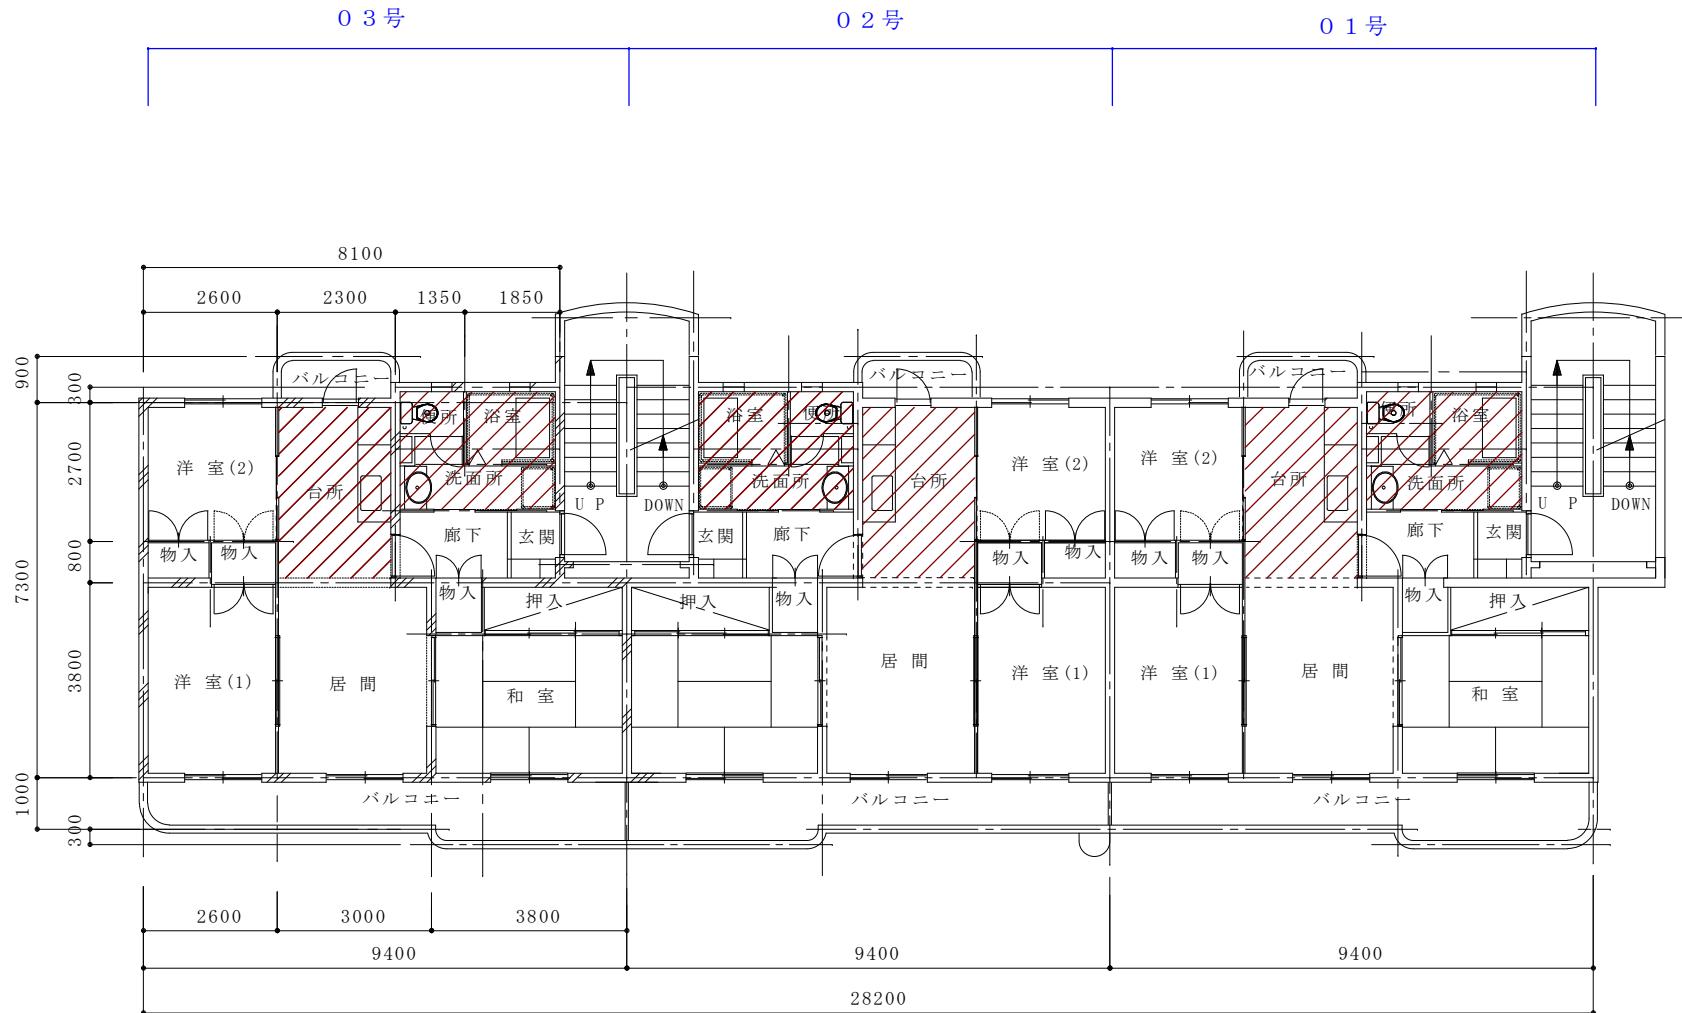 ０３号
０２号
０１号
8100
2600
2300
1350
1850
900
300
2700
800
7300
3800
1000
300
バルコニー
バルコニー
バルコニー
便所
浴室
浴室
便所
便所
浴室
洋 室(2)
台所
洗面所
洗面所
台所
洋室(2)
洋室(2)
台所
洗面所
U P
DOWN
U P
DOWN
物入
物入
廊下
玄関
玄関
廊下
物入
物入
物入
物入
廊下
玄関
物入
押入
押入
物入
物入
押入
洋 室(1)
居 間
和 室
居 間
洋室(1)
洋室(1)
居 間
和 室
バルコニー
バルコニー
バルコニー
2600
3000
3800
9400
9400
9400
28200